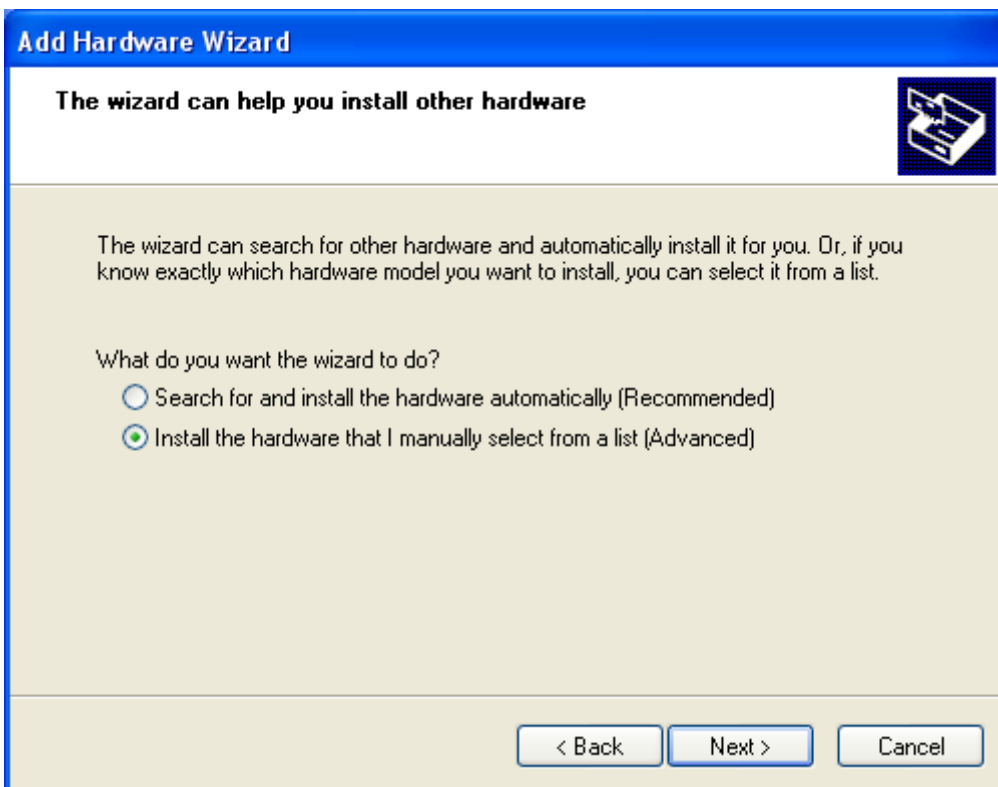 Add Hardware Wizard
The wizard can help you install other hardware
The wizard can search for other hardware and automatically install it for you. Or, if you
know exactly which hardware model you want to install, you can select it from a list.
What do you want the wizard to do?
Search for and install the hardware automatically (Recommended)
Install the hardware that I manually select from a list (Advanced)
< Back
Next >
Cancel